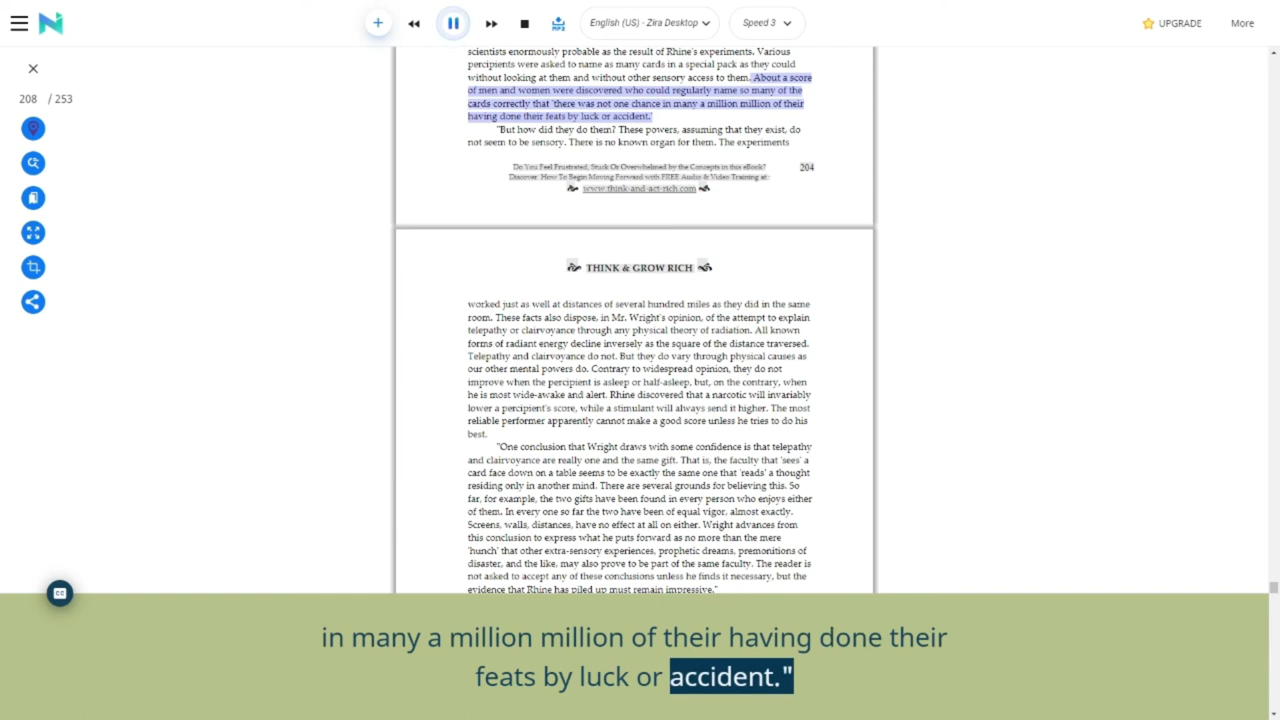 English (US) - Zira Desktop
Speed 3
UPGRADE
More
208 / 253
scientists enormously probable as the result of Rhine's experiments. Various
percipients were asked to name as many cards in a special pack as they could
without looking at them and without other sensory access to them. About a score
of men and women were discovered who could regularly name so many of the
cards correctly that 'there was not one chance in many a million million of their
having done their feats by luck or accident.'
"But how did they do them? These powers, assuming that they exist, do
not seem to be sensory. There is no known organ for them. The experiments
Do You Feel Frustrated, Stuck Or Overwhelmed by the Concepts in this eBook?
204
Discover: How To Begin Moving Forward with FREE Audio & Video Training at:
www.think-and-act-rich.com
THINK & GROW RICH
worked just as well at distances of several hundred miles as they did in the same
room. These facts also dispose, in Mr. Wright's opinion, of the attempt to explain
telepathy or clairvoyance through any physical theory of radiation. All known
forms of radiant energy decline inversely as the square of the distance traversed.
Telepathy and clairvoyance do not. But they do vary through physical causes as
our other mental powers do. Contrary to widespread opinion, they do not
improve when the percipient is asleep or half-asleep, but, on the contrary, when
he is most wide-awake and alert. Rhine discovered that a narcotic will invariably
lower a percipient's score, while a stimulant will always send it higher. The most
reliable performer apparently cannot make a good score unless he tries to do his
best.
"One conclusion that Wright draws with some confidence is that telepathy
and clairvoyance are really one and the same gift. That is, the faculty that 'sees' a
card face down on a table seems to be exactly the same one that 'reads' a thought
residing only in another mind. There are several grounds for believing this. So
far, for example, the two gifts have been found in every person who enjoys either
of them. In every one so far the two have been of equal vigor, almost exactly.
Screens, walls, distances, have no effect at all on either. Wright advances from
this conclusion to express what he puts forward as no more than the mere
'hunch' that other extra-sensory experiences, prophetic dreams, premonitions of
disaster, and the like, may also prove to be part of the same faculty. The reader is
not asked to accept any of these conclusions unless he finds it necessary, but the
evidence that Rhine has piled up must remain impressive."
CC
in many a million million of their having done their
feats by luck or accident."